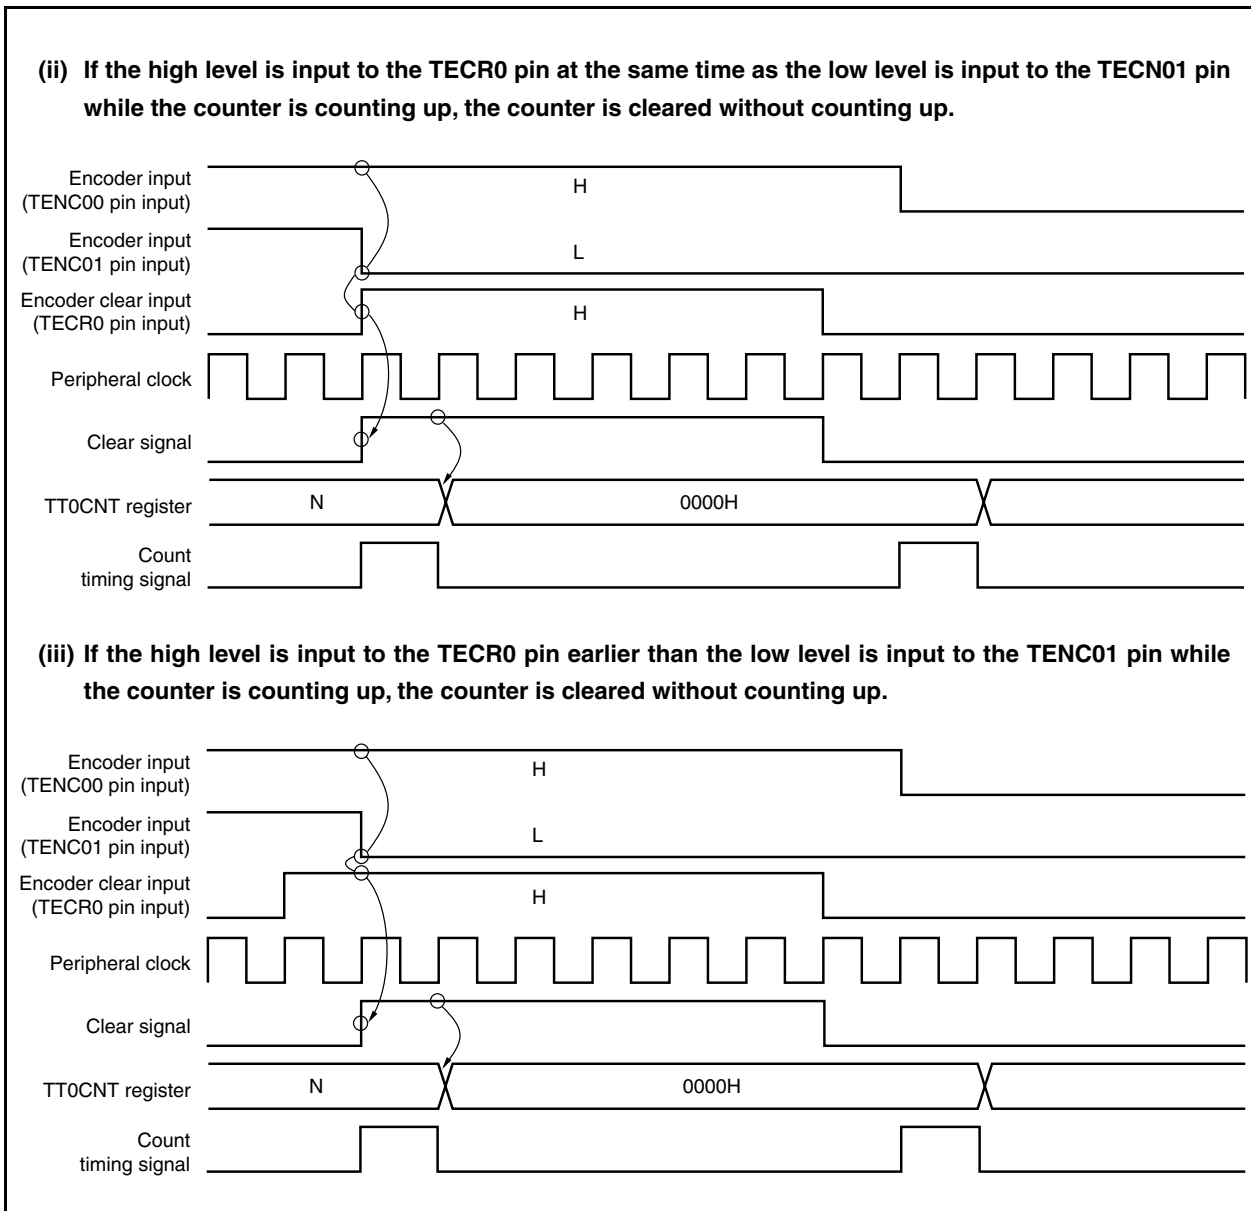 (ii) If the high level is input to the TECR0 pin at the same time as the low level is input to the TECN01 pin
while the counter is counting up, the counter is cleared without counting up.
Encoder input
(TENC00 pin input)
H
Encoder input
(TENC01 pin input)
L
Encoder clear input
(TECR0 pin input)
H
Peripheral clock
Clear signal
TT0CNT register
N
0000H
Count
timing signal
(iii) If the high level is input to the TECR0 pin earlier than the low level is input to the TENC01 pin while
the counter is counting up, the counter is cleared without counting up.
Encoder input
(TENC00 pin input)
H
Encoder input
(TENC01 pin input)
L
Encoder clear input
(TECR0 pin input)
H
Peripheral clock
Clear signal
TT0CNT register
N
0000H
Count
timing signal